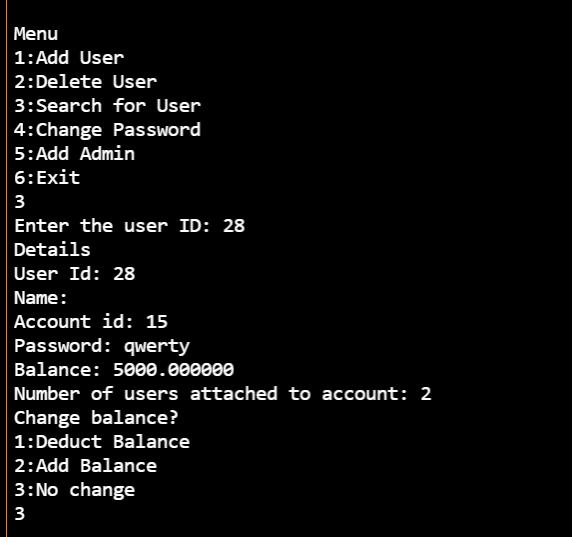 Menu
1:Add User
2:Delete User
3:Search for User
4:Change Password
5:Add Admin
6:Exit
3
Enter the user ID: 28
Details
User Id: 28
Name:
Account id: 15
Password: qwerty
Balance: 5000.000000
Number of users attached to account: 2
Change balance?
1:Deduct Balance
2:Add Balance
3:No change
3